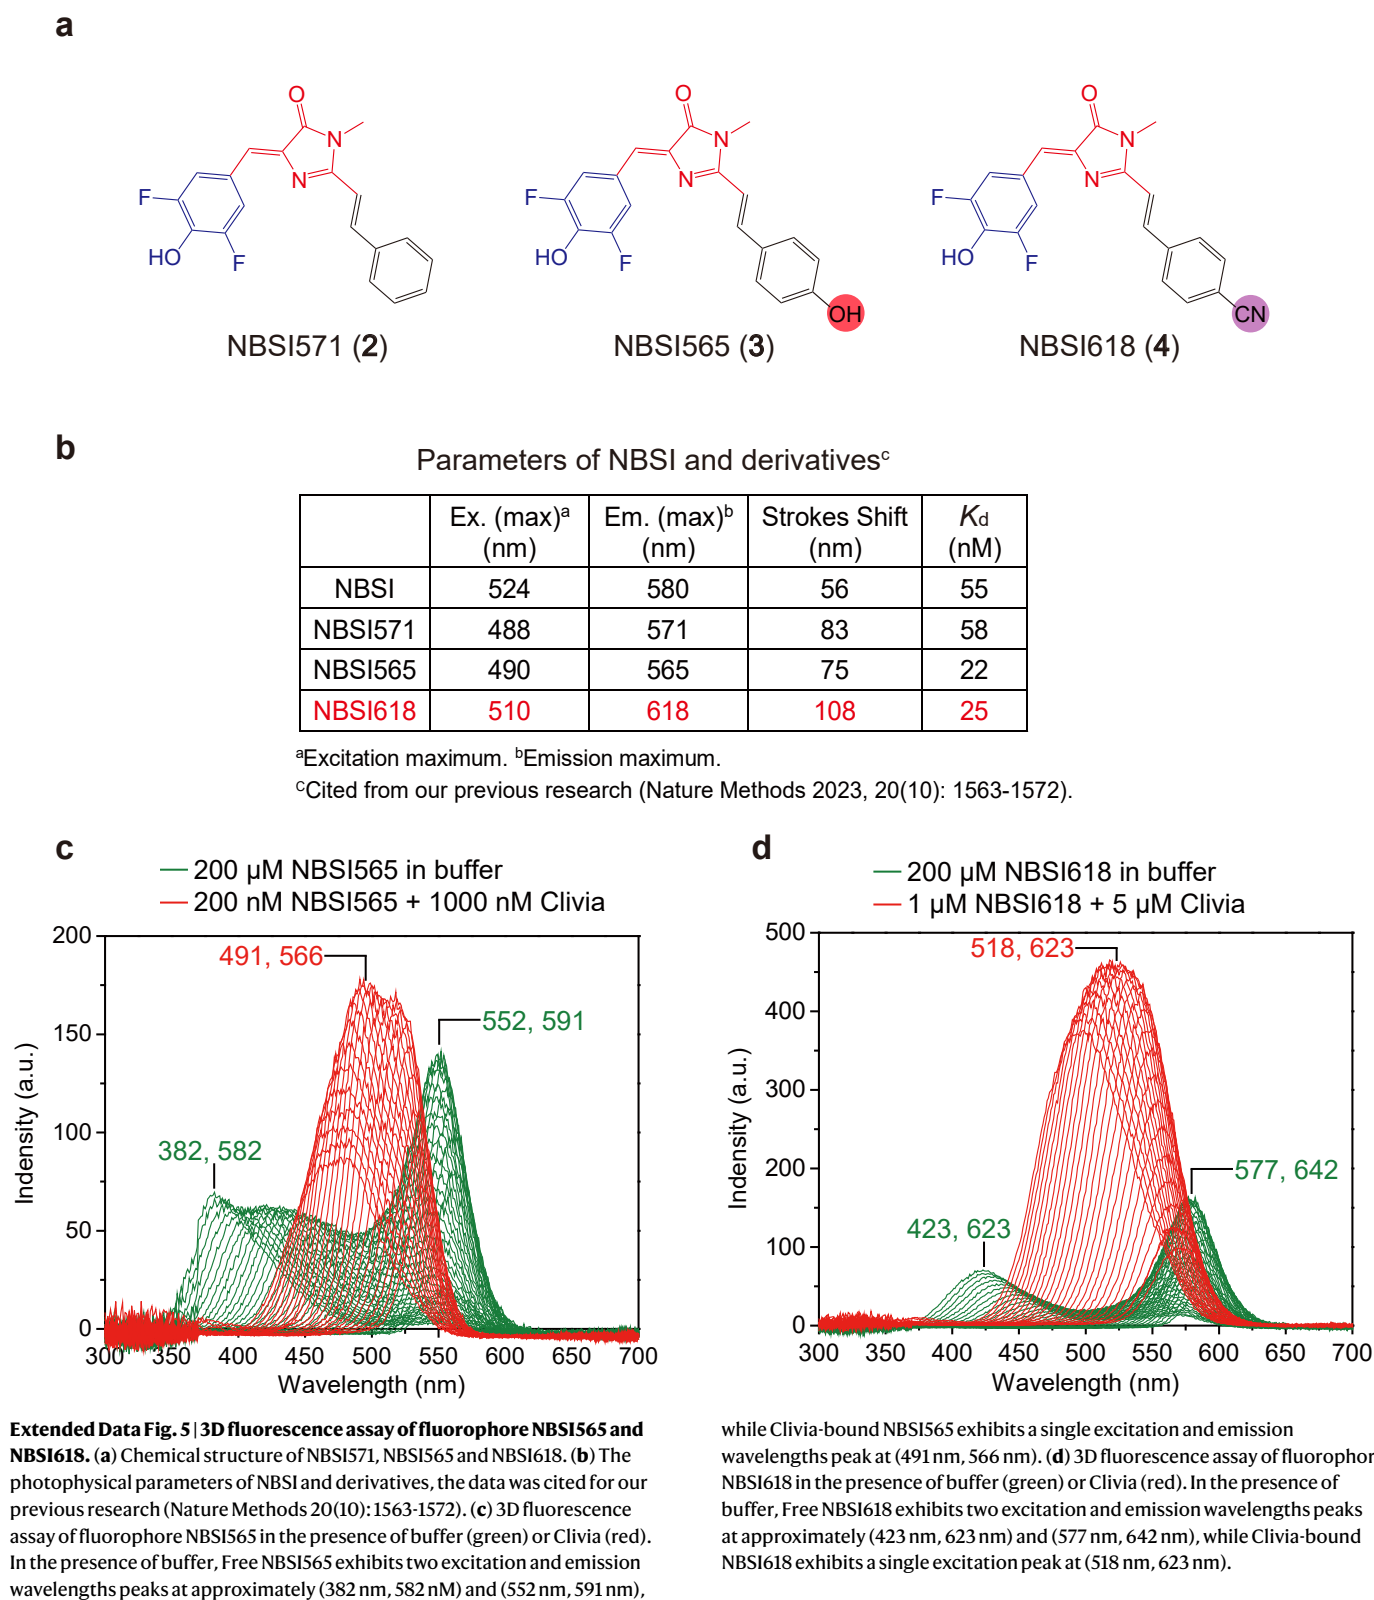 a
O
N
N
F
HO
F
NBSI571 (2)
O
N
N
F
HO
F
OH
NBSI565 (3)
O
N
N
F
HO
F
CN
NBSI618 (4)
b
Parameters of NBSI and derivativesᶜ
Ex. (max)ᵃ (nm) Em. (max)ᵇ (nm) Strokes Shift (nm) Kd (nM)
NBSI 524 580 56 55
NBSI571 488 571 83 58
NBSI565 490 565 75 22
NBSI618 510 618 108 25
ᵃExcitation maximum. ᵇEmission maximum.
ᶜCited from our previous research (Nature Methods 2023, 20(10): 1563-1572).
c
200 µM NBSI565 in buffer
200 nM NBSI565 + 1000 nM Clivia
Indensity (a.u.)
200
150
100
50
0
491, 566
552, 591
382, 582
300 350 400 450 500 550 600 650 700
Wavelength (nm)
d
200 µM NBSI618 in buffer
1 µM NBSI618 + 5 µM Clivia
Indensity (a.u.)
500
400
300
200
100
0
518, 623
577, 642
423, 623
300 350 400 450 500 550 600 650 700
Wavelength (nm)
Extended Data Fig. 5 | 3D fluorescence assay of fluorophore NBSI565 and
NBSI618. (a) Chemical structure of NBSI571, NBSI565 and NBSI618. (b) The
photophysical parameters of NBSI and derivatives, the data was cited for our
previous research (Nature Methods 20(10): 1563-1572). (c) 3D fluorescence
assay of fluorophore NBSI565 in the presence of buffer (green) or Clivia (red).
In the presence of buffer, Free NBSI565 exhibits two excitation and emission
wavelengths peaks at approximately (382 nm, 582 nM) and (552 nm, 591 nm),
while Clivia-bound NBSI565 exhibits a single excitation and emission
wavelengths peak at (491 nm, 566 nm). (d) 3D fluorescence assay of fluorophor
NBSI618 in the presence of buffer (green) or Clivia (red). In the presence of
buffer, Free NBSI618 exhibits two excitation and emission wavelengths peaks
at approximately (423 nm, 623 nm) and (577 nm, 642 nm), while Clivia-bound
NBSI618 exhibits a single excitation peak at (518 nm, 623 nm).